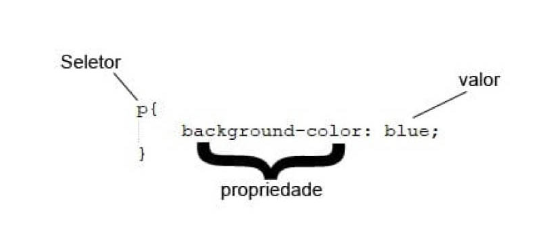 Seletor
valor
p{
background-color: blue;
}
propriedade